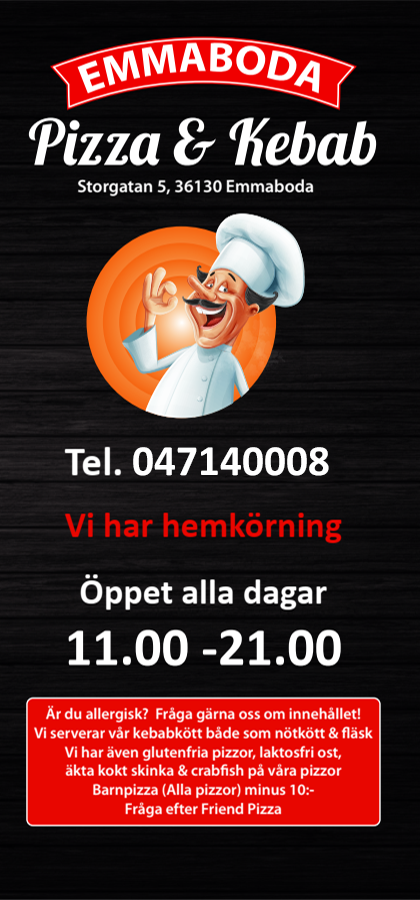 EMMABODA
Pizza & Kebab
Storgatan 5, 36130 Emmaboda
Tel. 047140008
Vi har hemkörning
Öppet alla dagar
11.00 -21.00
Är du allergisk? Fråga gärna oss om innehållet!
Vi serverar vår kebabkött både som nötkött & fläsk
Vi har även glutenfria pizzor, laktosfri ost,
äkta kokt skinka & crabfish på våra pizzor
Barnpizza (Alla pizzor) minus 10:-
Fråga efter Friend Pizza